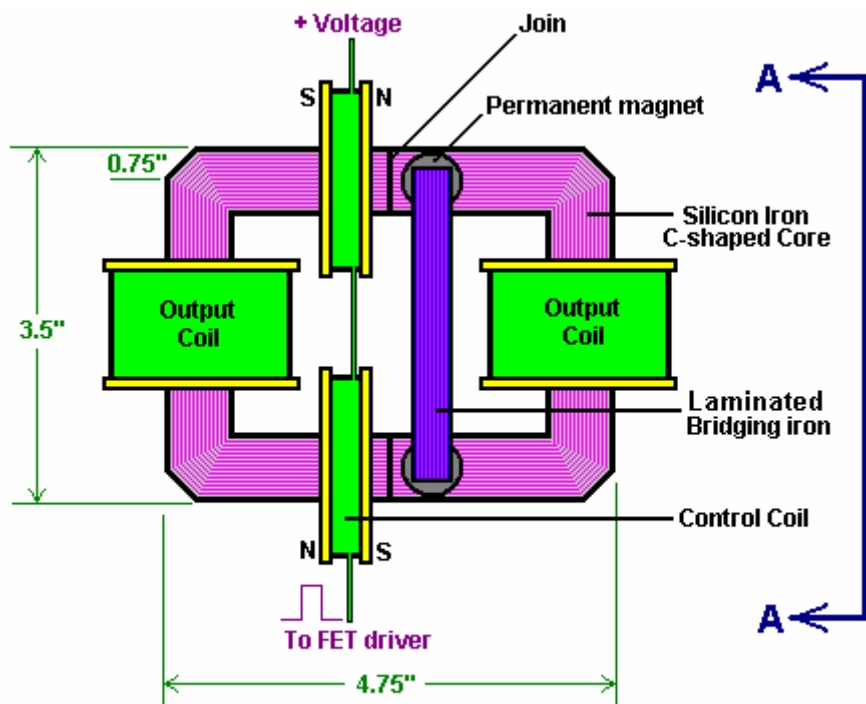 + Voltage
Join
A
S
N
Permanent magnet
0.75"
Silicon Iron
C-shaped Core
Output
Coil
Output
Coil
3.5"
Laminated
Bridging iron
Control Coil
N
S
A
To FET driver
4.75"